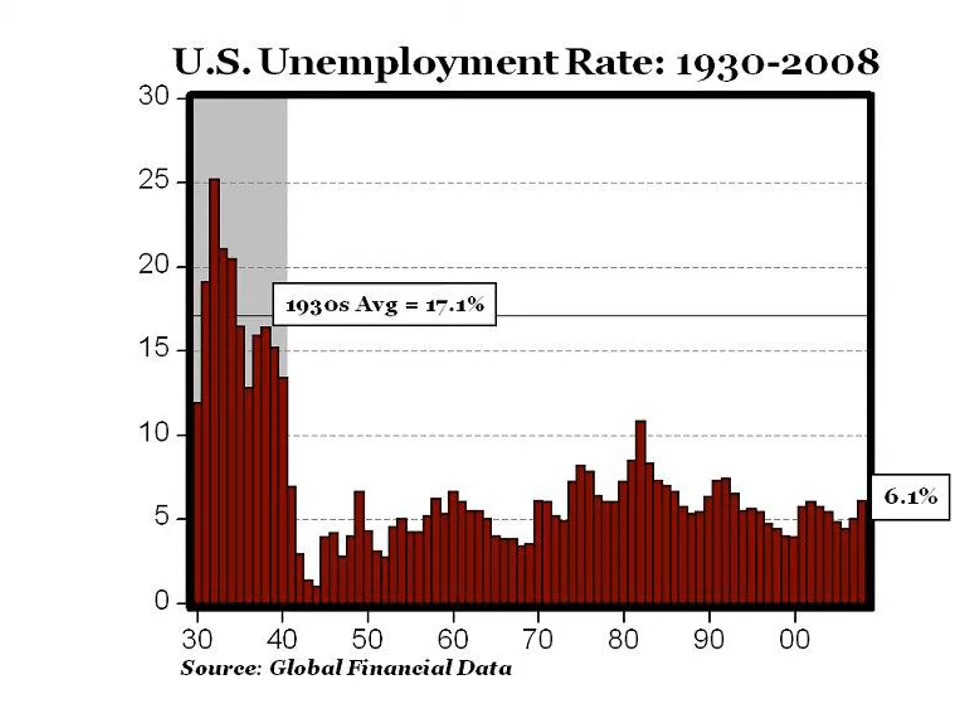 U.S. Unemployment Rate: 1930-2008
30
25
20
1930s Avg = 17.1%
15
10
6.1%
5
0
30 40 50 60 70 80 90 00
Source: Global Financial Data